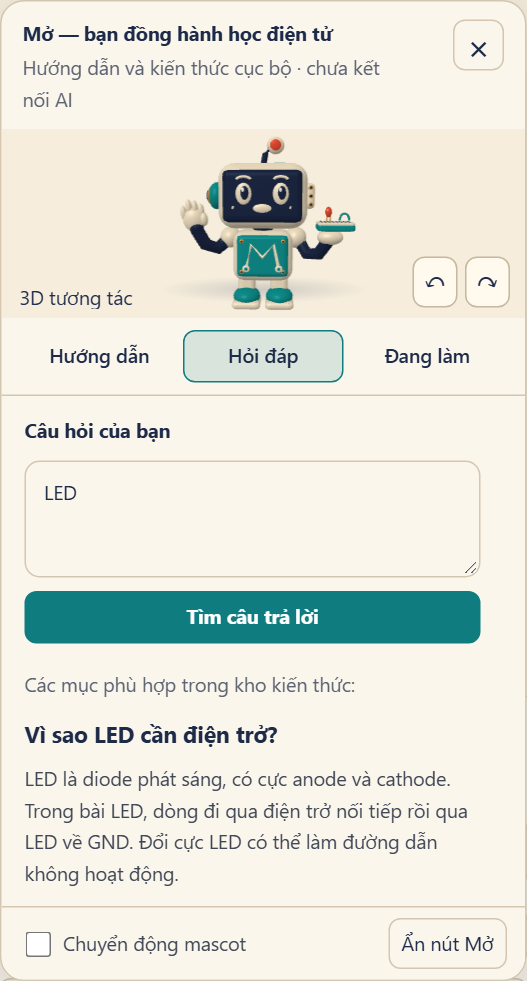 Mở — bạn đồng hành học điện tử
Hướng dẫn và kiến thức cục bộ · chưa kết
nối AI
M
3D tương tác
Hướng dẫn
Hỏi đáp
Đang làm
Câu hỏi của bạn
LED
Tìm câu trả lời
Các mục phù hợp trong kho kiến thức:
Vì sao LED cần điện trở?
LED là diode phát sáng, có cực anode và cathode.
Trong bài LED, dòng đi qua điện trở nối tiếp rồi qua
LED về GND. Đổi cực LED có thể làm đường dẫn
không hoạt động.
Chuyển động mascot
Ẩn nút Mở